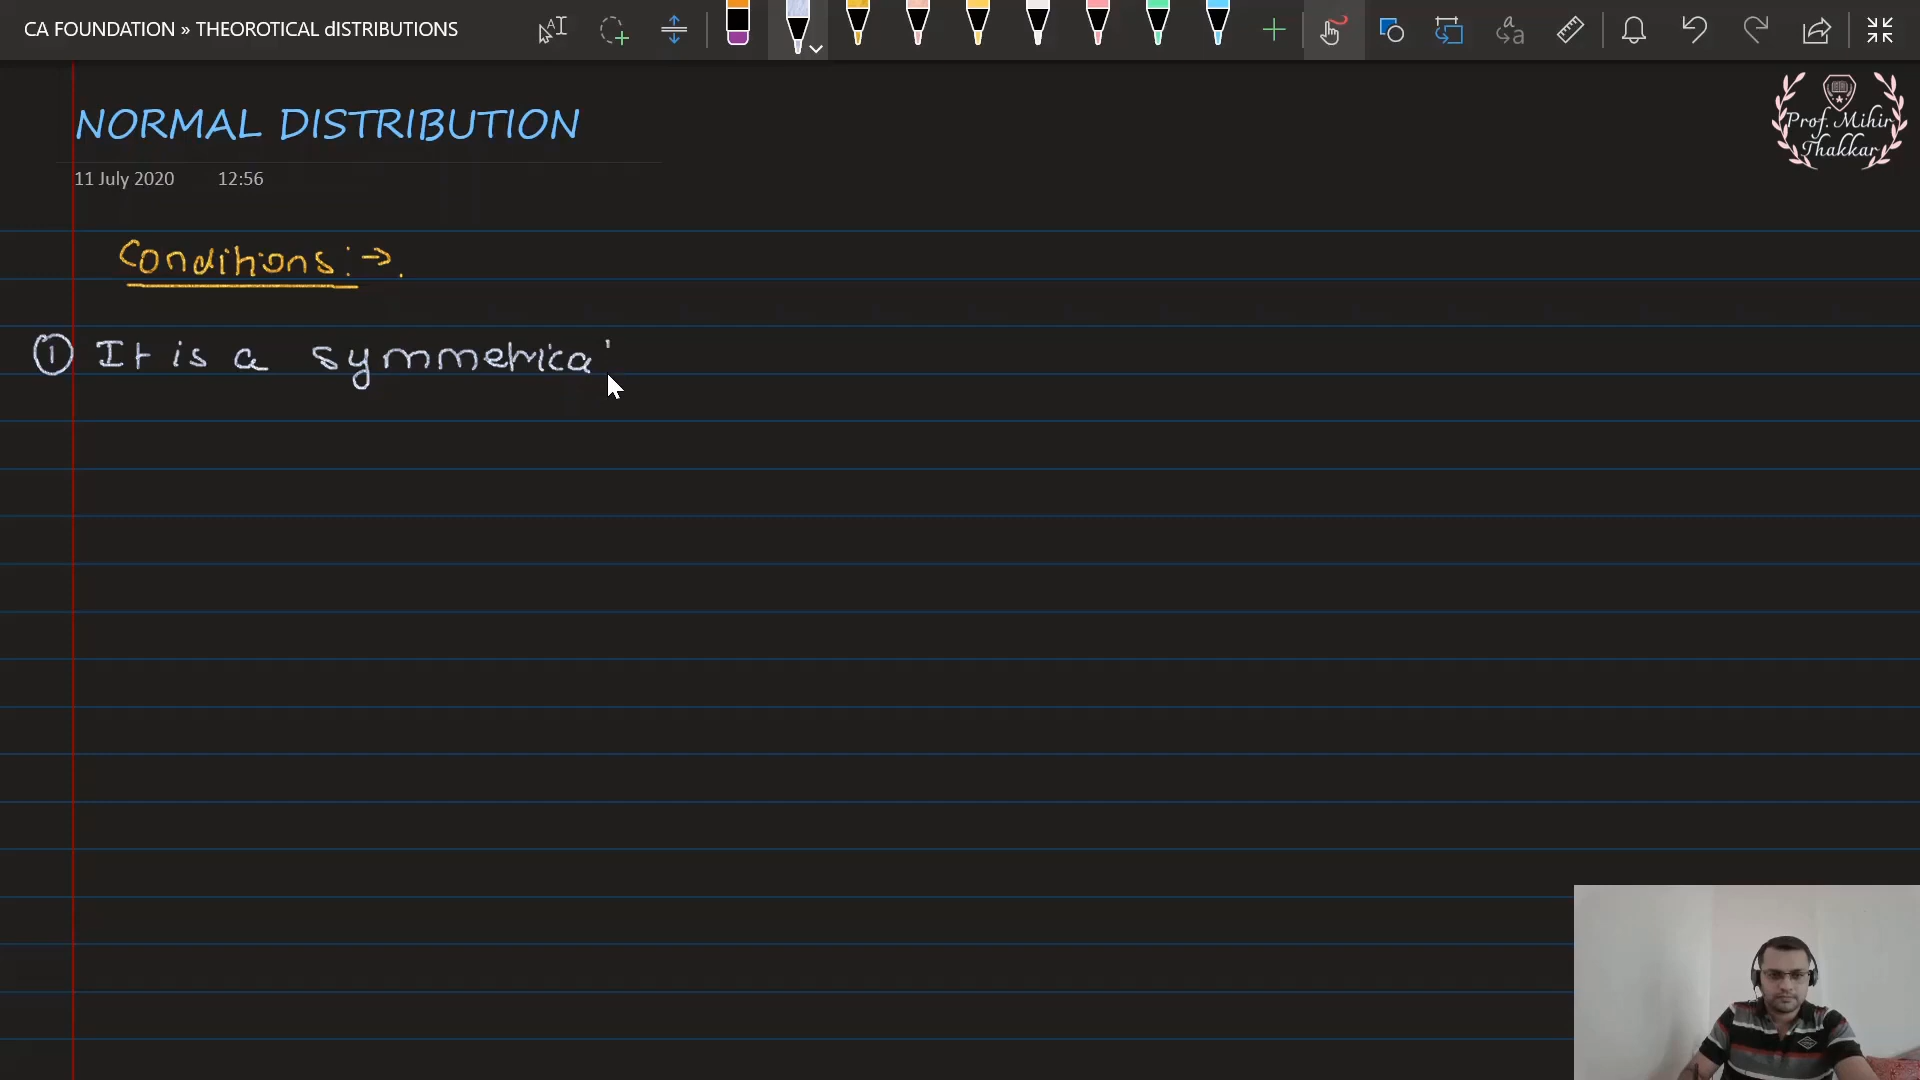 CA FOUNDATION » THEOROTICAL dISTRIBUTIONS
Prof. Mihir
Thakkar
NORMAL DISTRIBUTION
11 July 2020 12:56
Conditions :→.
① It is a symmetrica'